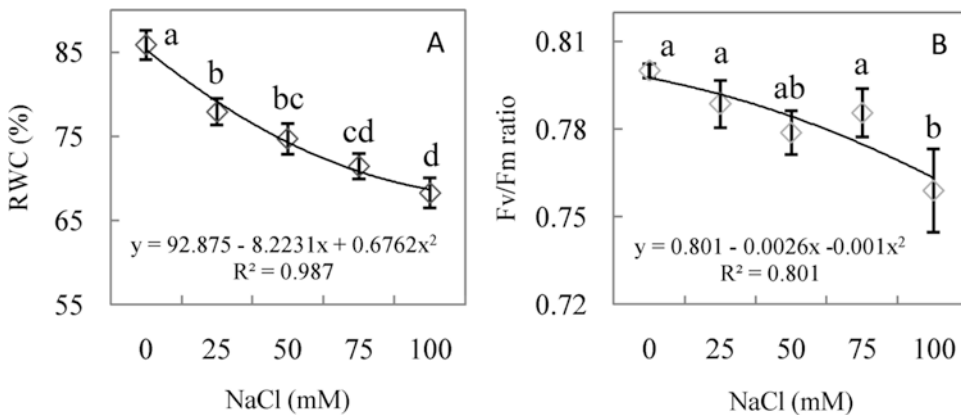 A
RWC (%)
85
75
65
55
a
b
bc
cd
d
y = 92.875 - 8.2231x + 0.6762x²
R² = 0.987
0 25 50 75 100
NaCl (mM)
B
Fv/Fm ratio
0.81
0.78
0.75
0.72
a
a
ab
a
b
y = 0.801 - 0.0026x -0.001x²
R² = 0.801
0 25 50 75 100
NaCl (mM)